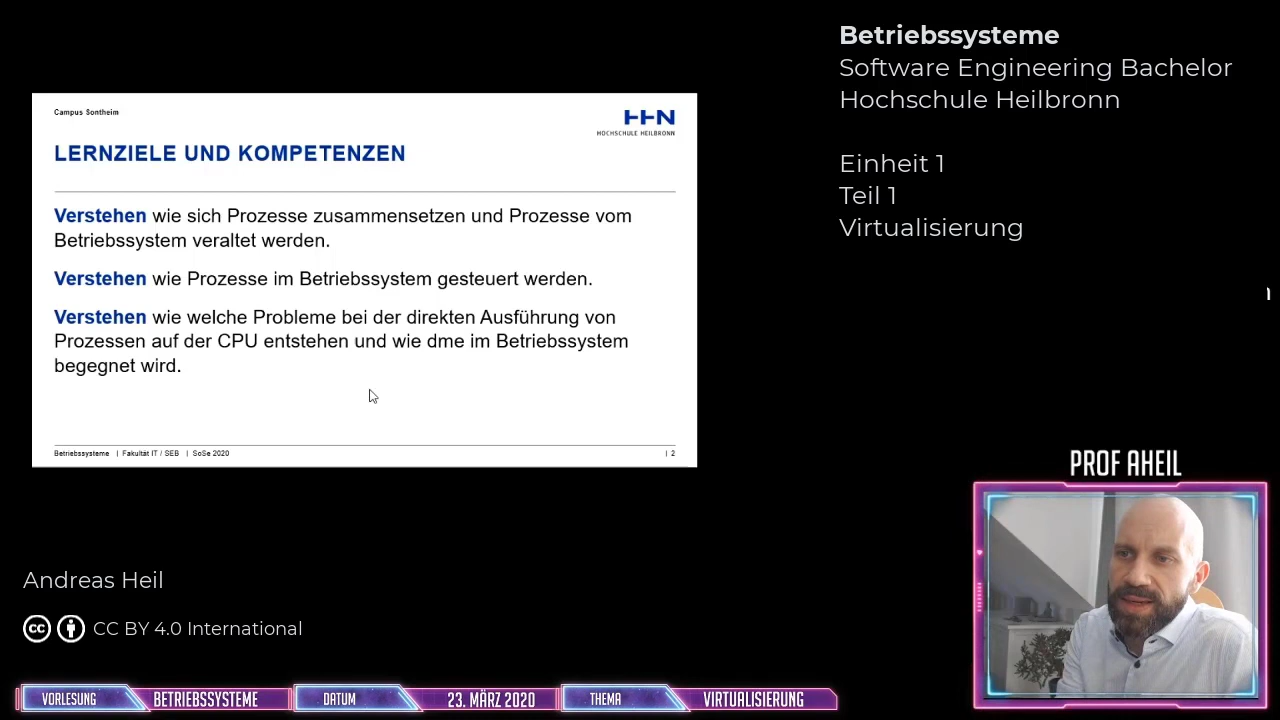 Betriebssysteme
Software Engineering Bachelor
Hochschule Heilbronn
Einheit 1
Teil 1
Virtualisierung
Campus Sontheim
HHN
HOCHSCHULE HEILBRONN
LERNZIELE UND KOMPETENZEN
Verstehen wie sich Prozesse zusammensetzen und Prozesse vom
Betriebssystem veraltet werden.
Verstehen wie Prozesse im Betriebssystem gesteuert werden.
Verstehen wie welche Probleme bei der direkten Ausführung von
Prozessen auf der CPU entstehen und wie dme im Betriebssystem
begegnet wird.
Betriebssysteme | Fakultät IT / SEB | SoSe 2020 | 2
PROF AHEIL
Andreas Heil
CC BY 4.0 International
VORLESUNG BETRIEBSSYSTEME DATUM 23. MÄRZ 2020 THEMA VIRTUALISIERUNG